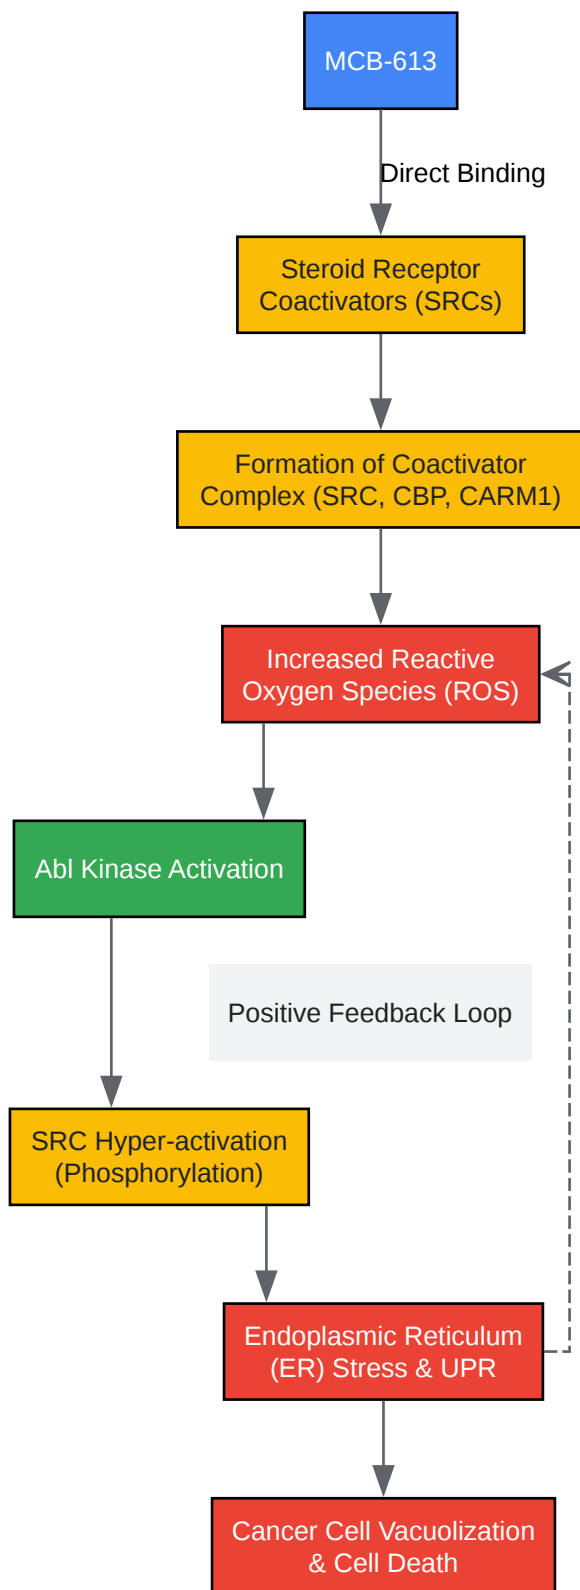 MCB-613
Direct Binding
Steroid Receptor
Coactivators (SRCs)
Formation of Coactivator
Complex (SRC, CBP, CARM1)
Increased Reactive
Oxygen Species (ROS)
Abl Kinase Activation
Positive Feedback Loop
SRC Hyper-activation
(Phosphorylation)
Endoplasmic Reticulum
(ER) Stress & UPR
Cancer Cell Vacuolization
& Cell Death